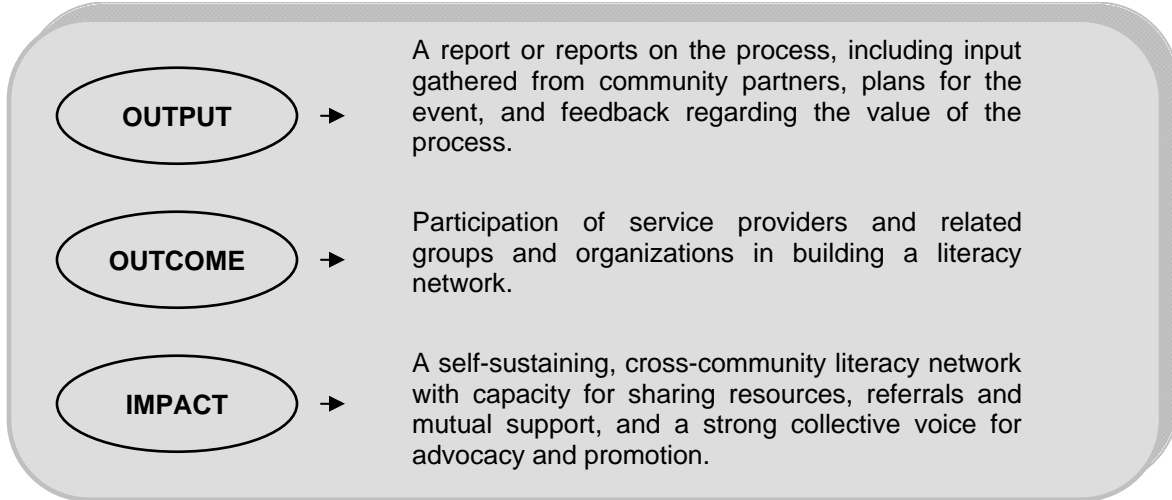 A report or reports on the process, including input
gathered from community partners, plans for the
OUTPUT
event, and feedback regarding the value of the
process.
Participation of service providers and related
OUTCOME
groups and organizations in building a literacy
network.
A self-sustaining, cross-community literacy network
with capacity for sharing resources, referrals and
IMPACT
mutual support, and a strong collective voice for
advocacy and promotion.